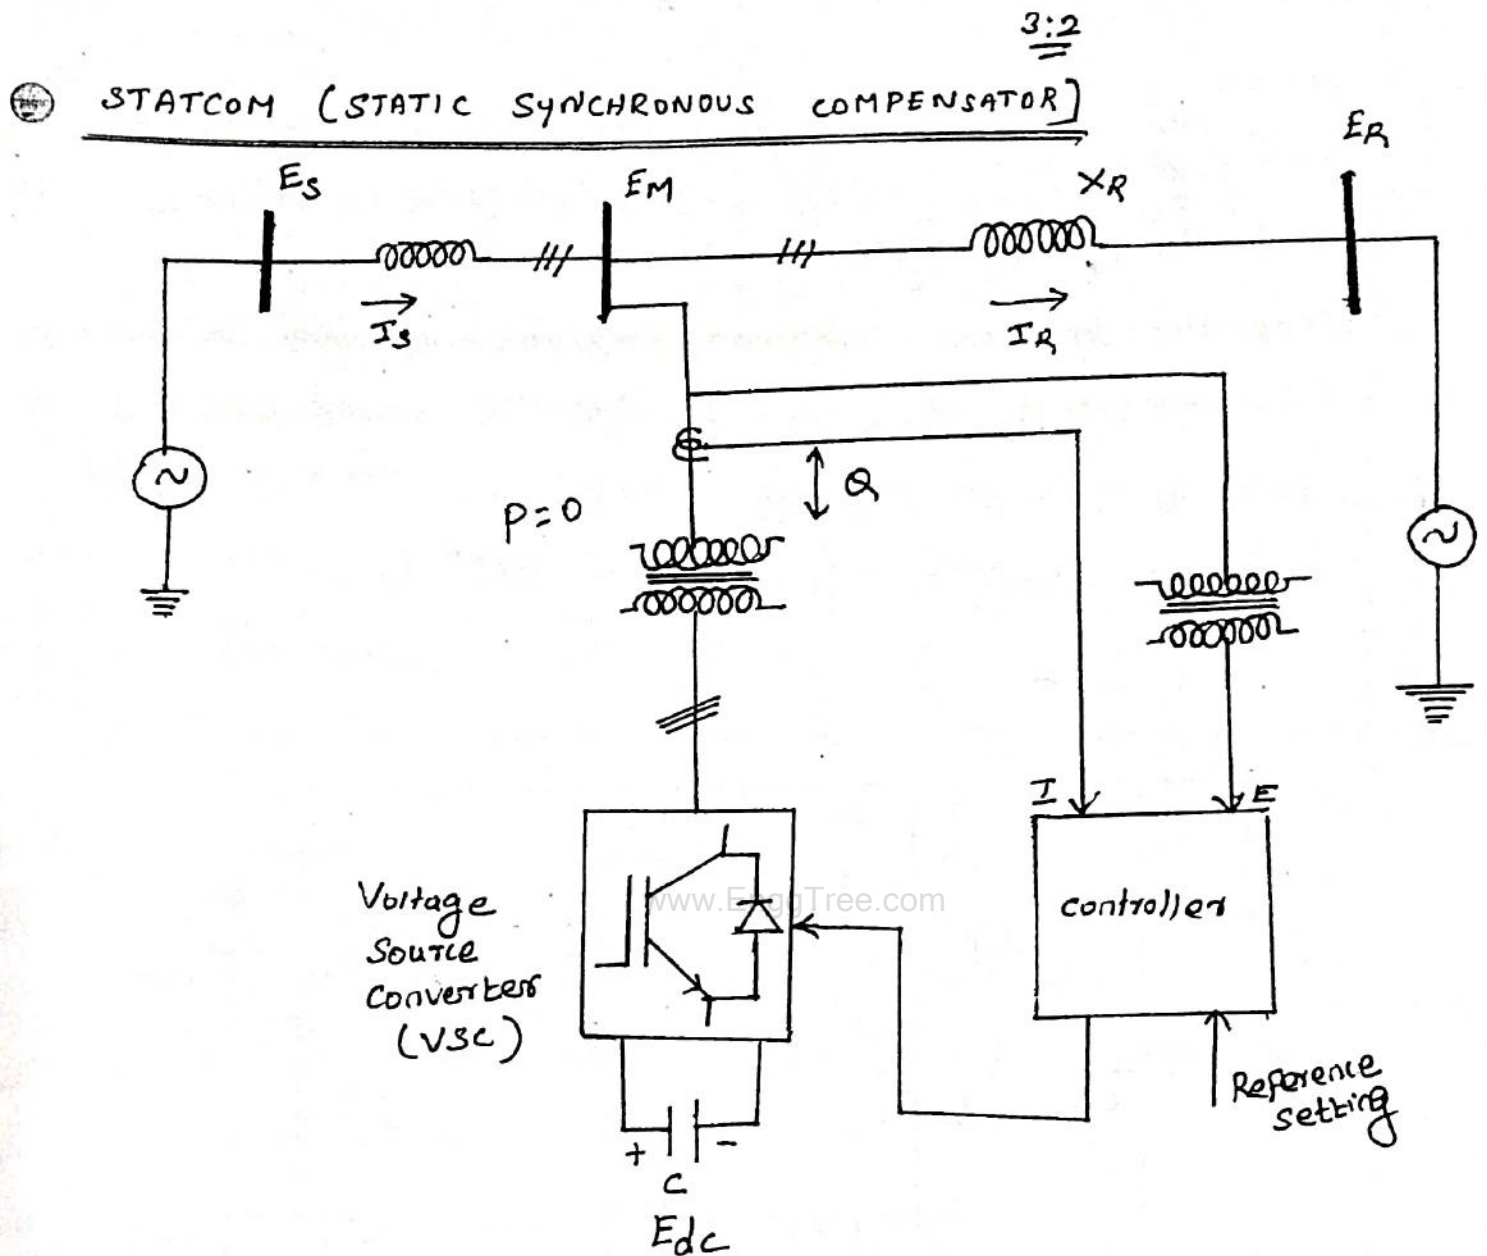 3:2
STATCOM (STATIC SYNCHRONOUS COMPENSATOR)
ES
EM
XR
ER
IS
IR
Q
P=0
I
E
Voltage
Source
Converter
(VSC)
www.EnggTree.com
controller
Reference
setting
+
-
C
Edc